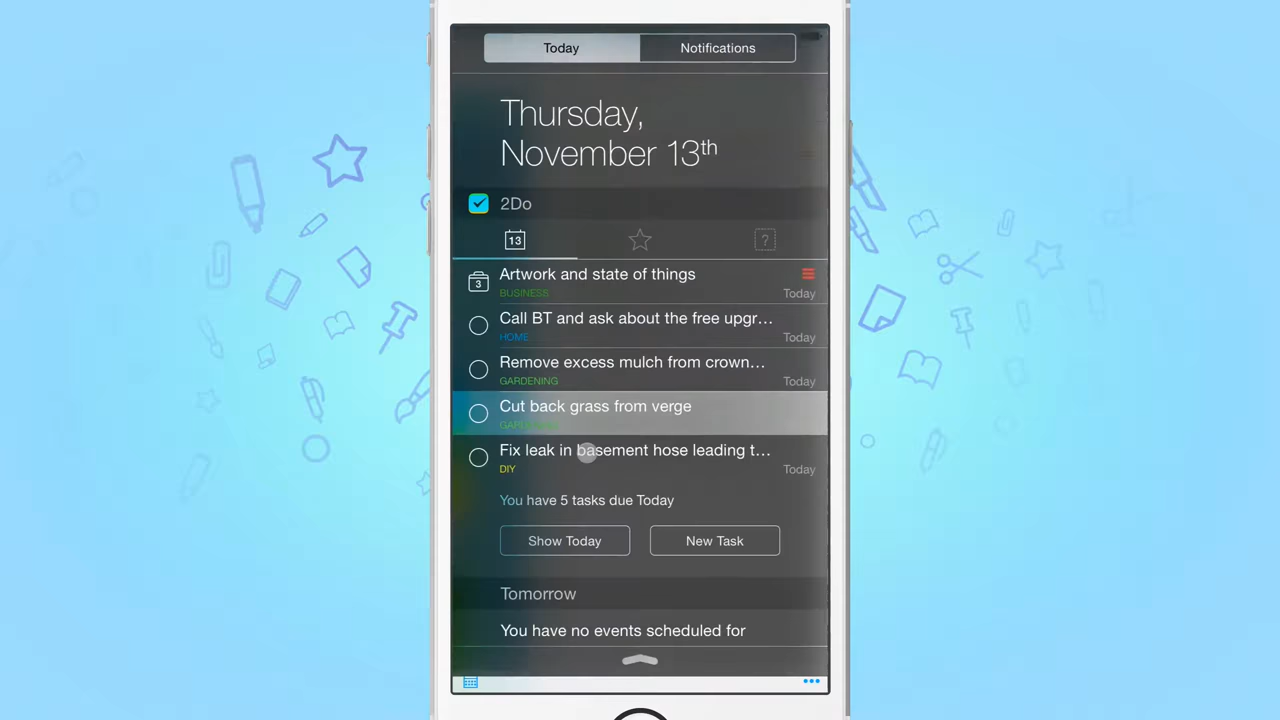 Today
Notifications
Thursday,
November 13th
2Do
13
?
Artwork and state of things
3
BUSINESS
Today
Call BT and ask about the free upgr…
HOME
Today
Remove excess mulch from crown…
GARDENING
Today
Cut back grass from verge
Fix leak in basement hose leading t…
DIY
Today
You have 5 tasks due Today
Show Today
New Task
Tomorrow
You have no events scheduled for